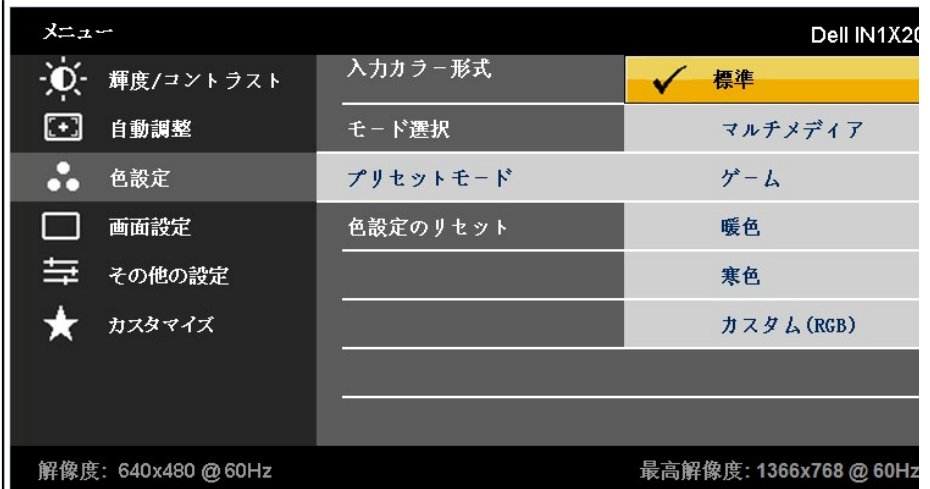 メニュー
Dell IN1X20
輝度/コントラスト
自動調整
色設定
画面設定
その他の設定
カスタマイズ
入力カラー形式
モード選択
プリセットモード
色設定のリセット
標準
マルチメディア
ゲーム
暖色
寒色
カスタム(RGB)
解像度: 640x480 @60Hz
最高解像度: 1366x768 @ 60Hz